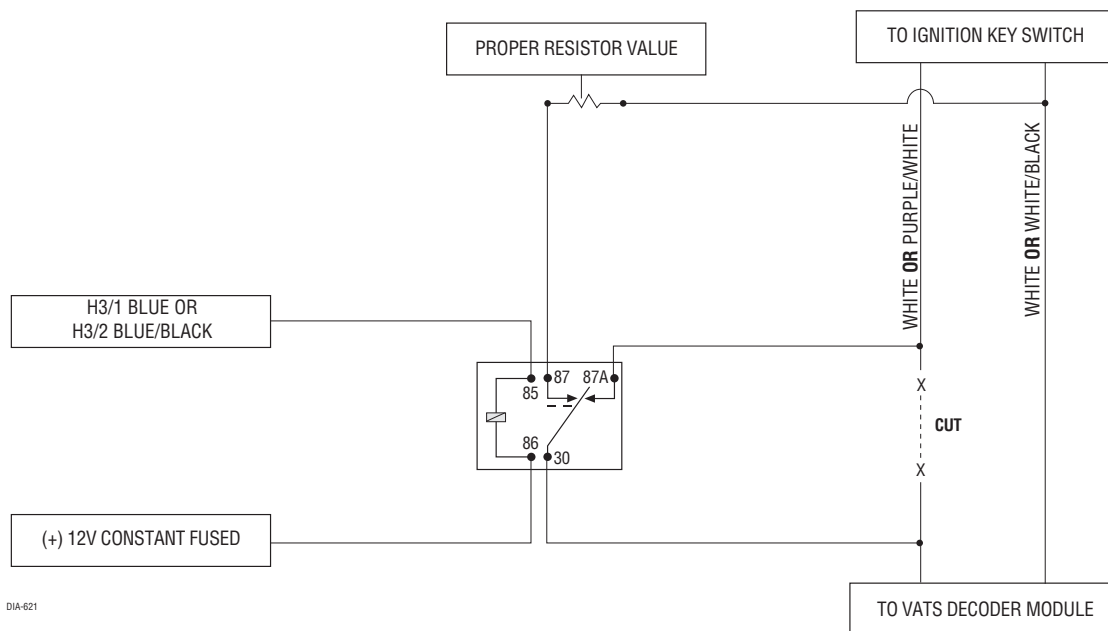 PROPER RESISTOR VALUE
TO IGNITION KEY SWITCH
WHITE OR PURPLE/WHITE
WHITE OR WHITE/BLACK
H3/1 BLUE OR
H3/2 BLUE/BLACK
87
87A
85
86
30
X
CUT
X
(+) 12V CONSTANT FUSED
DIA-621
TO VATS DECODER MODULE